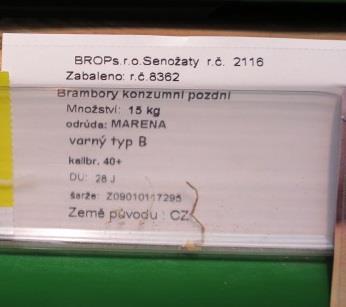 BROPs.r.o.Senožaty r.č. 2116
Zabaleno: r.č.8362
Brambory konzumní pozdní
Množství: 15 kg
odrůda: MARENA
varný typ B
kalibr. 40+
DU: 28 J
šarže: Z09010117295
Země původu : CZ